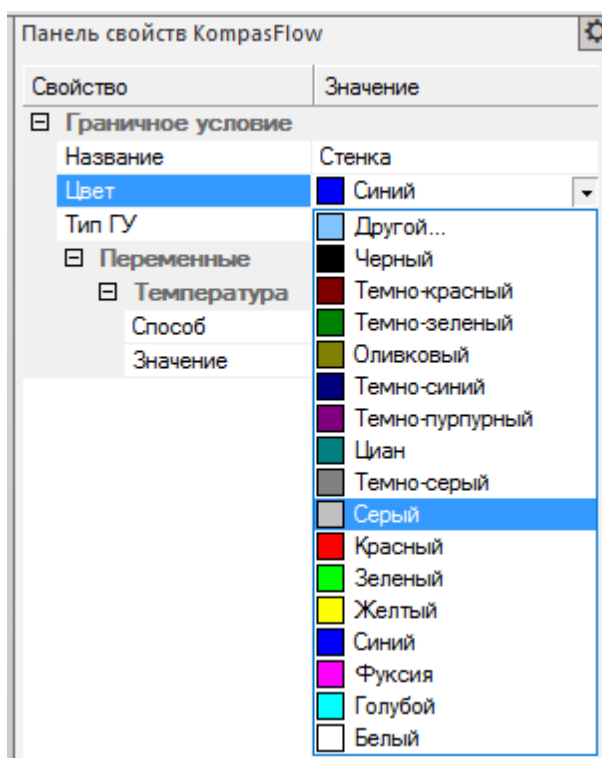 Панель свойств KompasFlow
Свойство Значение
Граничное условие
Название Стенка
Цвет Синий
Тип ГУ Другой...
Переменные Черный
Температура Темно-красный
Способ Темно-зеленый
Значение Оливковый
Темно-синий
Темно-пурпурный
Циан
Темно-серый
Серый
Красный
Зеленый
Желтый
Синий
Фуксия
Голубой
Белый